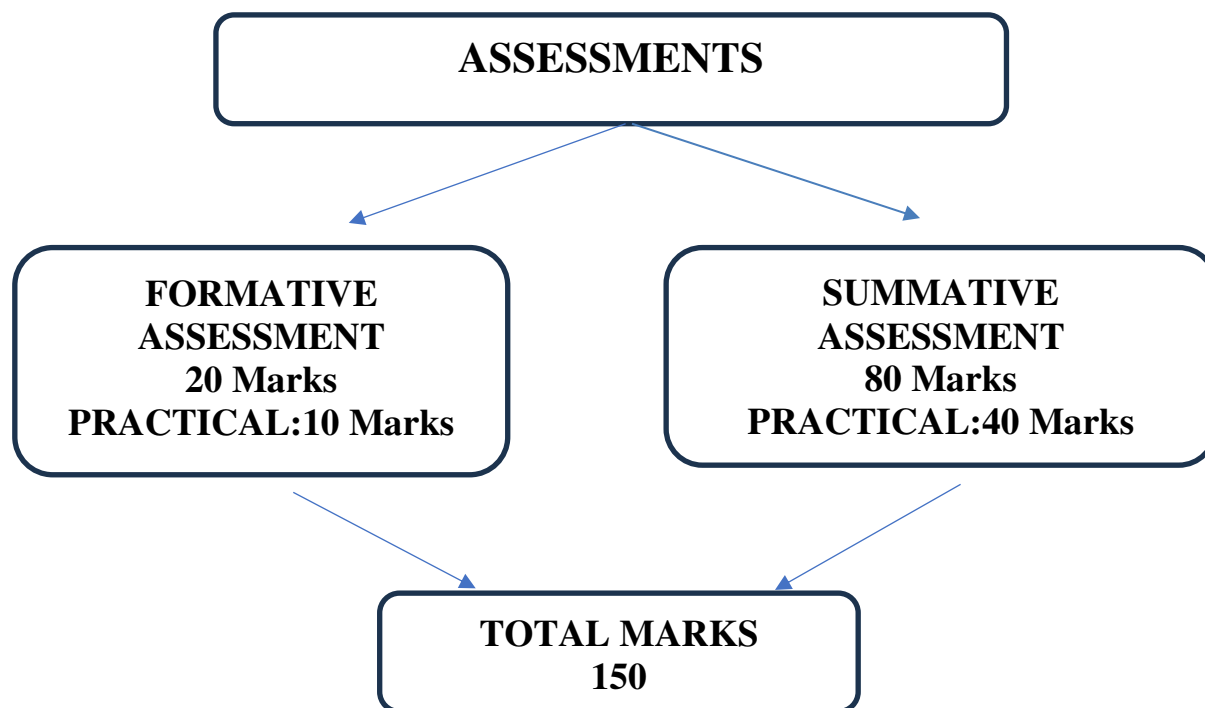 ASSESSMENTS
FORMATIVE
ASSESSMENT
20 Marks
PRACTICAL:10 Marks
SUMMATIVE
ASSESSMENT
80 Marks
PRACTICAL:40 Marks
TOTAL MARKS
150